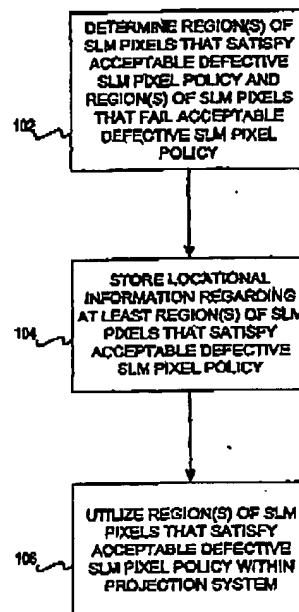 DETERMINE REGION(S) OF
SLM PIXELS THAT SATISFY
ACCEPTABLE DEFECTIVE
SLM PIXEL POLICY AND
REGION(S) OF SLM PIXELS
THAT FAIL ACCEPTABLE
DEFECTIVE SLM PIXEL
POLICY
102
STORE LOCATIONAL
INFORMATION REGARDING
AT LEAST REGION(S) OF SLM
PIXELS THAT SATISFY
ACCEPTABLE DEFECTIVE
SLM PIXEL POLICY
104
UTILIZE REGION(S) OF SLM
PIXELS THAT SATISFY
ACCEPTABLE DEFECTIVE
SLM PIXEL POLICY WITHIN
PROJECTION SYSTEM
106